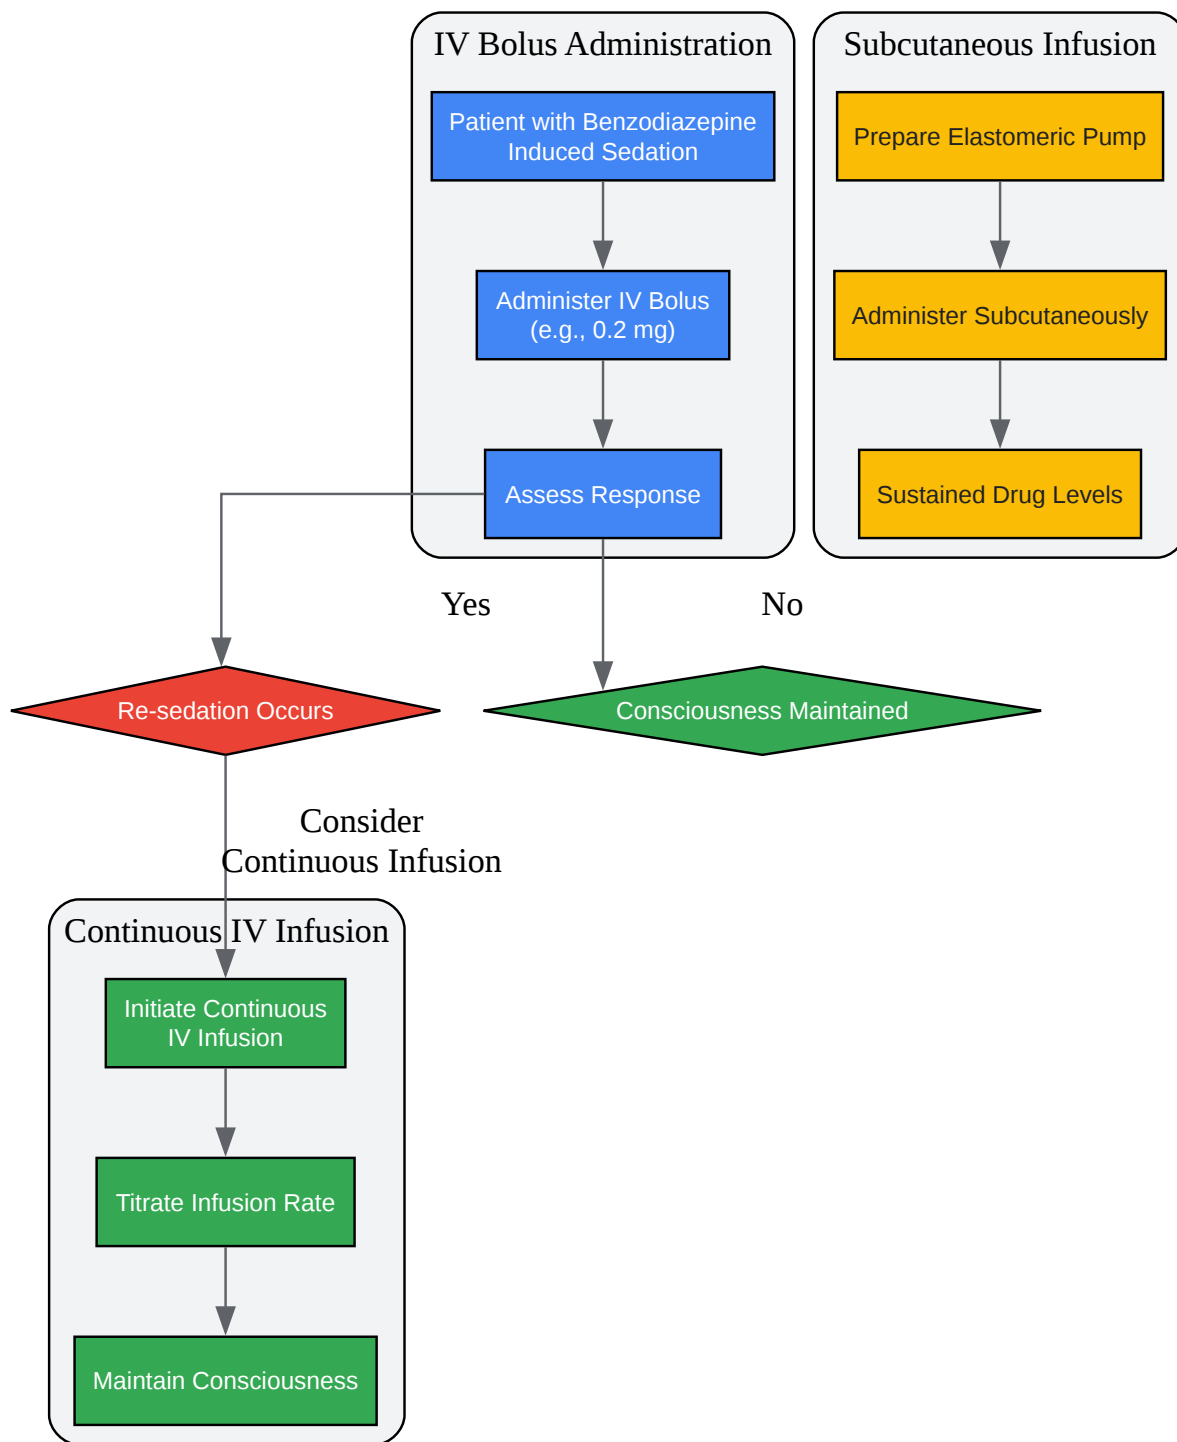 IV Bolus Administration
Patient with Benzodiazepine
Induced Sedation
Administer IV Bolus
(e.g., 0.2 mg)
Assess Response
Subcutaneous Infusion
Prepare Elastomeric Pump
Administer Subcutaneously
Sustained Drug Levels
Yes
No
Re-sedation Occurs
Consciousness Maintained
Consider
Continuous Infusion
Continuous IV Infusion
Initiate Continuous
IV Infusion
Titrate Infusion Rate
Maintain Consciousness